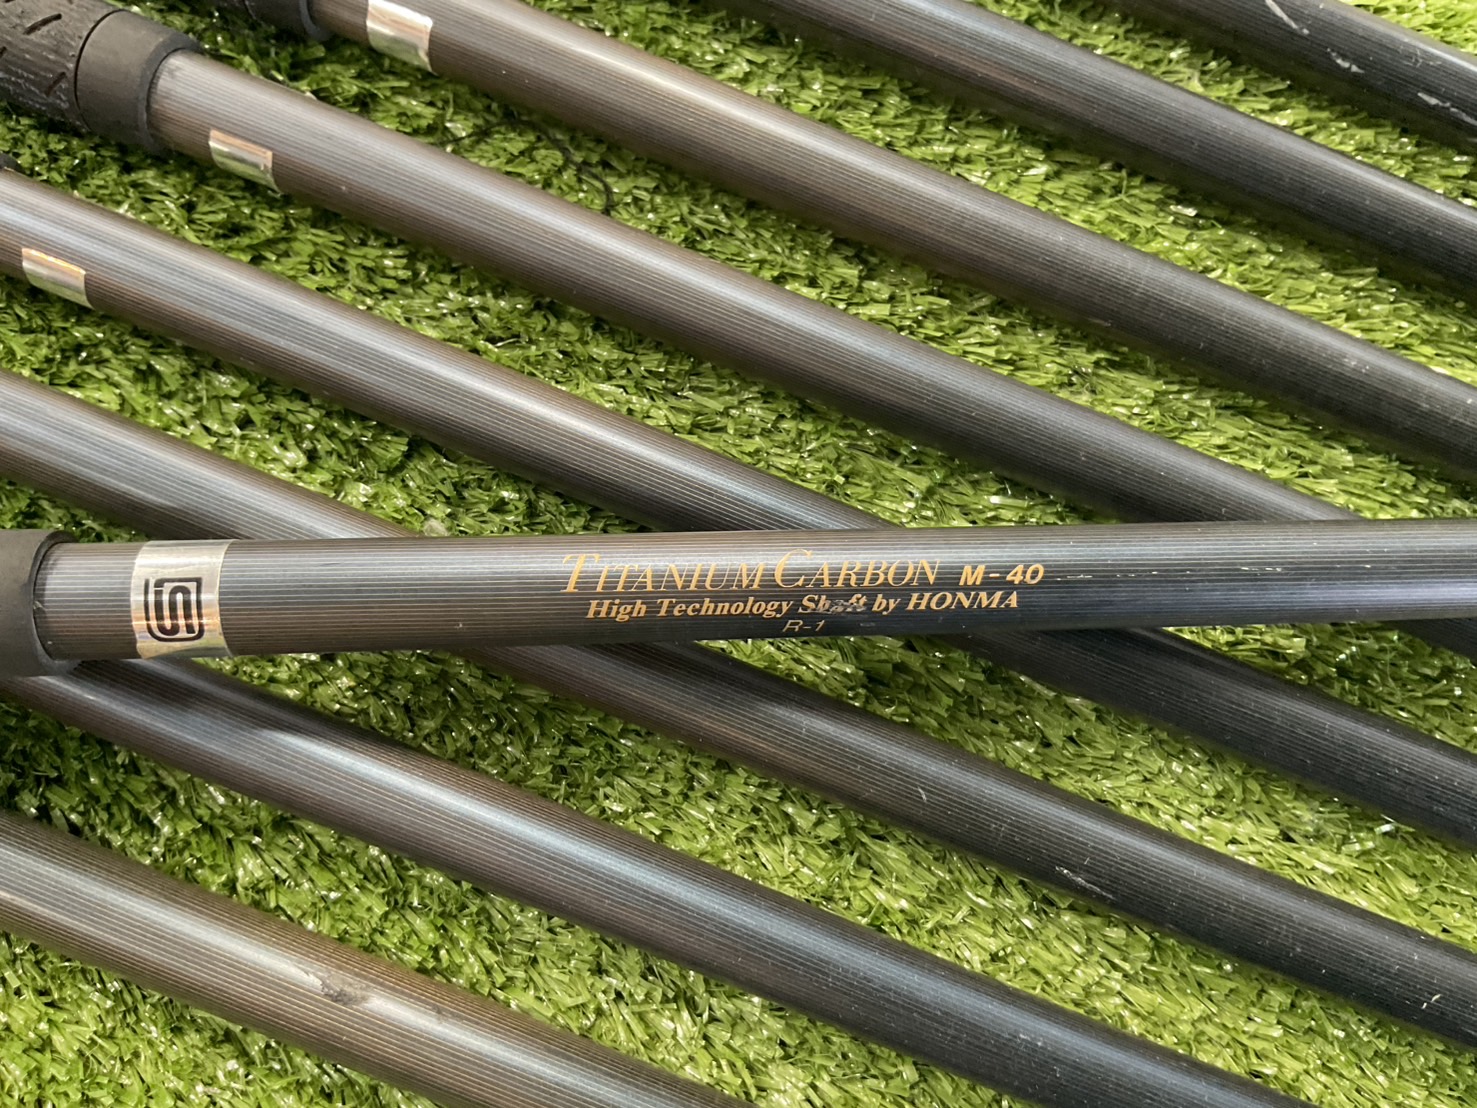 TITANIUM CARBON M-40
High Technology Shaft by HONMA
R-1